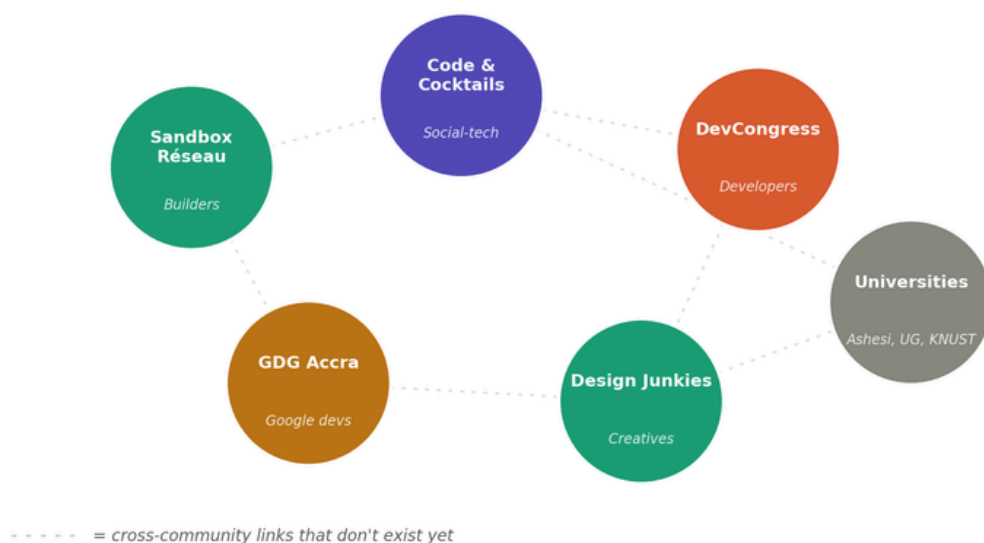 Code &
Cocktails
Social-tech
DevCongress
Developers
Sandbox
Réseau
Builders
Universities
Ashesi, UG, KNUST
GDG Accra
Google devs
Design Junkies
Creatives
= cross-community links that don't exist yet